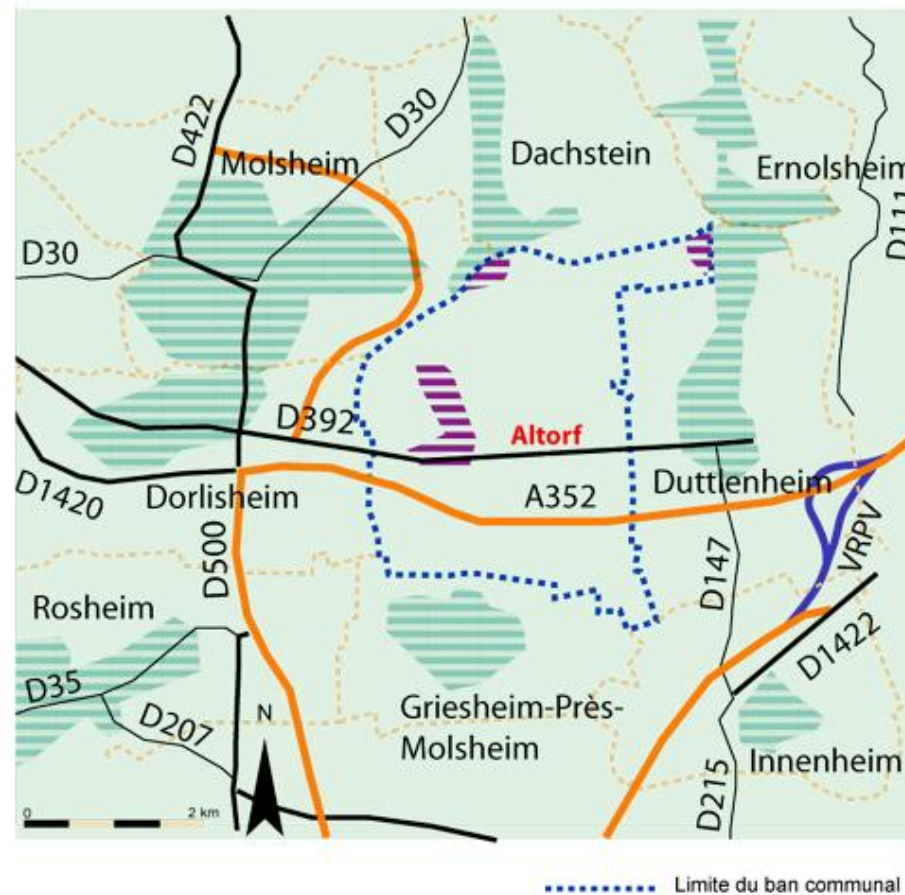 D422
D30
Molsheim
Dachstein
Ernolsheim
D30
D111
D392
Altorf
D1420
Dorlisheim
A352
Duttlenheim
D500
D147
VRPV
Rosheim
D1422
D35
D207
N
Griesheim-Près-
Molsheim
Innenheim
D215
0
2 km
Limite du ban communal